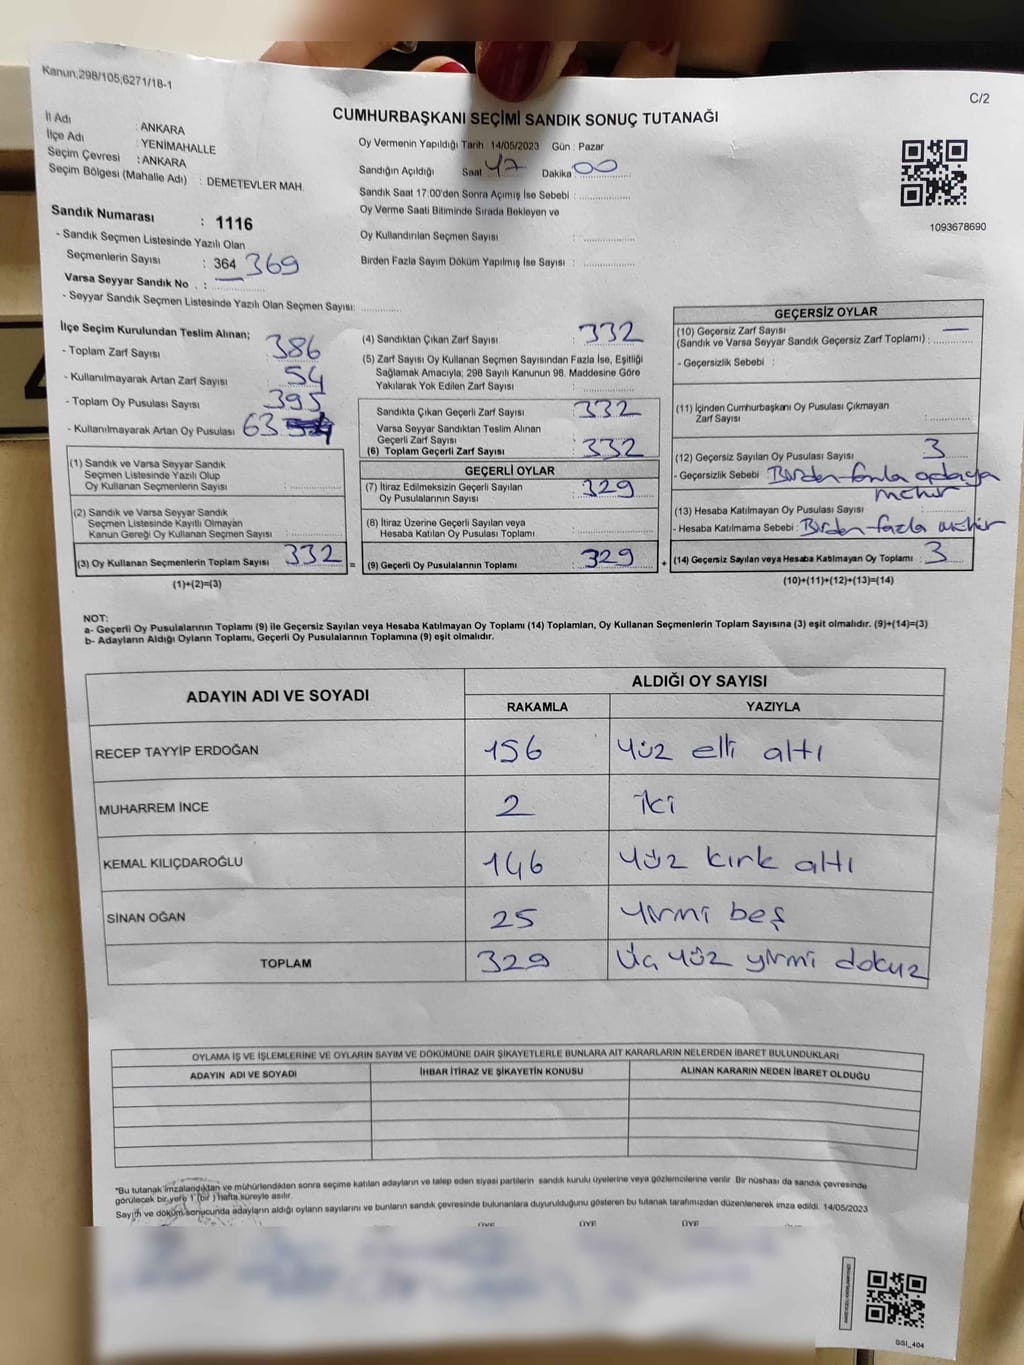 Kanun,298/105,6271/18-1
C/2
CUMHURBAŞKANI SEÇİMİ SANDIK SONUÇ TUTANAĞI
İl Adı : ANKARA
İlçe Adı : YENİMAHALLE
Seçim Çevresi : ANKARA
Seçim Bölgesi (Mahalle Adı) : DEMETEVLER MAH.
Sandık Numarası : 1116
- Sandık Seçmen Listesinde Yazılı Olan
Seçmenlerin Sayısı : 364 369
Varsa Seyyar Sandık No :
- Seyyar Sandık Seçmen Listesinde Yazılı Olan Seçmen Sayısı:
Oy Vermenin Yapıldığı Tarih 14/05/2023 Gün : Pazar
Sandığın Açıldığı Saat 17 Dakika 00
Sandık Saat 17.00'den Sonra Açımış İse Sebebi :
Oy Verme Saati Bitiminde Sırada Bekleyen ve
Oy Kullandırılan Seçmen Sayısı :
Birden Fazla Sayım Döküm Yapılmış İse Sayısı :
1093678690
İlçe Seçim Kurulundan Teslim Alınan;
- Toplam Zarf Sayısı : 386
- Kullanılmayarak Artan Zarf Sayısı : 54
- Toplam Oy Pusulası Sayısı : 395
- Kullanılmayarak Artan Oy Pusulası 63
(1) Sandık ve Varsa Seyyar Sandık
Seçmen Listesinde Yazılı Olup
Oy Kullanan Seçmenlerin Sayısı :
(2) Sandık ve Varsa Seyyar Sandık
Seçmen Listesinde Kayıtlı Olmayan
Kanun Gereği Oy Kullanan Seçmen Sayısı :
(3) Oy Kullanan Seçmenlerin Toplam Sayısı : 332 =
(1)+(2)=(3)
(4) Sandıktan Çıkan Zarf Sayısı : 332
(5) Zarf Sayısı Oy Kullanan Seçmen Sayısından Fazla İse, Eşitliği
Sağlamak Amacıyla, 298 Sayılı Kanunun 98. Maddesine Göre
Yakılarak Yok Edilen Zarf Sayısı :
Sandıkta Çıkan Geçerli Zarf Sayısı : 332
Varsa Seyyar Sandıktan Teslim Alınan
Geçerli Zarf Sayısı :
(6) Toplam Geçerli Zarf Sayısı : 332
GEÇERLİ OYLAR
(7) İtiraz Edilmeksizin Geçerli Sayılan
Oy Pusulalarının Sayısı : 329
(8) İtiraz Üzerine Geçerli Sayılan veya
Hesaba Katılan Oy Pusulası Toplamı :
(9) Geçerli Oy Pusulalarının Toplamı : 329 +
GEÇERSİZ OYLAR
(10) Geçersiz Zarf Sayısı —
(Sandık ve Varsa Seyyar Sandık Geçersiz Zarf Toplamı) :
- Geçersizlik Sebebi :
(11) İçinden Cumhurbaşkanı Oy Pusulası Çıkmayan
Zarf Sayısı :
(12) Geçersiz Sayılan Oy Pusulası Sayısı : 3
- Geçersizlik Sebebi : Birden fazla adaya
mühür
(13) Hesaba Katılmayan Oy Pusulası Sayısı :
- Hesaba Katılmama Sebebi : Birden fazla mühür
(14) Geçersiz Sayılan veya Hesaba Katılmayan Oy Toplamı : 3
(10)+(11)+(12)+(13)=(14)
NOT:
a- Geçerli Oy Pusulalarının Toplamı (9) ile Geçersiz Sayılan veya Hesaba Katılmayan Oy Toplamı (14) Toplamları, Oy Kullanan Seçmenlerin Toplam Sayısına (3) eşit olmalıdır. (9)+(14)=(3)
b- Adayların Aldığı Oyların Toplamı, Geçerli Oy Pusulalarının Toplamına (9) eşit olmalıdır.
ADAYIN ADI VE SOYADI
ALDIĞI OY SAYISI
RAKAMLA YAZIYLA
RECEP TAYYİP ERDOĞAN 156 Yüz elli altı
MUHARREM İNCE 2 iki
KEMAL KILIÇDAROĞLU 146 Yüz kırk altı
SİNAN OĞAN 25 Yirmi beş
TOPLAM 329 Üç yüz yirmi dokuz
OYLAMA İŞ VE İŞLEMLERİNE VE OYLARIN SAYIM VE DÖKÜMÜNE DAİR ŞİKAYETLERLE BUNLARA AİT KARARLARIN NELERDEN İBARET BULUNDUKLARI
ADAYIN ADI VE SOYADI İHBAR İTİRAZ VE ŞİKAYETİN KONUSU ALINAN KARARIN NEDEN İBARET OLDUĞU
*Bu tutanak imzalandıktan ve mühürlendikten sonra seçime katılan adayların ve talep eden siyasi partilerin sandık kurulu üyelerine veya gözlemcilerine verilir. Bir nüshası da sandık çevresinde
görülecek bir yere 1 (bir) hafta süreyle asılır.
Sayım ve döküm sonucunda adayların aldığı oyların sayılarını ve bunların sandık çevresinde bulunanlara duyurulduğunu gösteren bu tutanak tarafımızdan düzenlenerek imza edildi. 14/05/2023
ÜYE ÜYE ÜYE
GSI_404